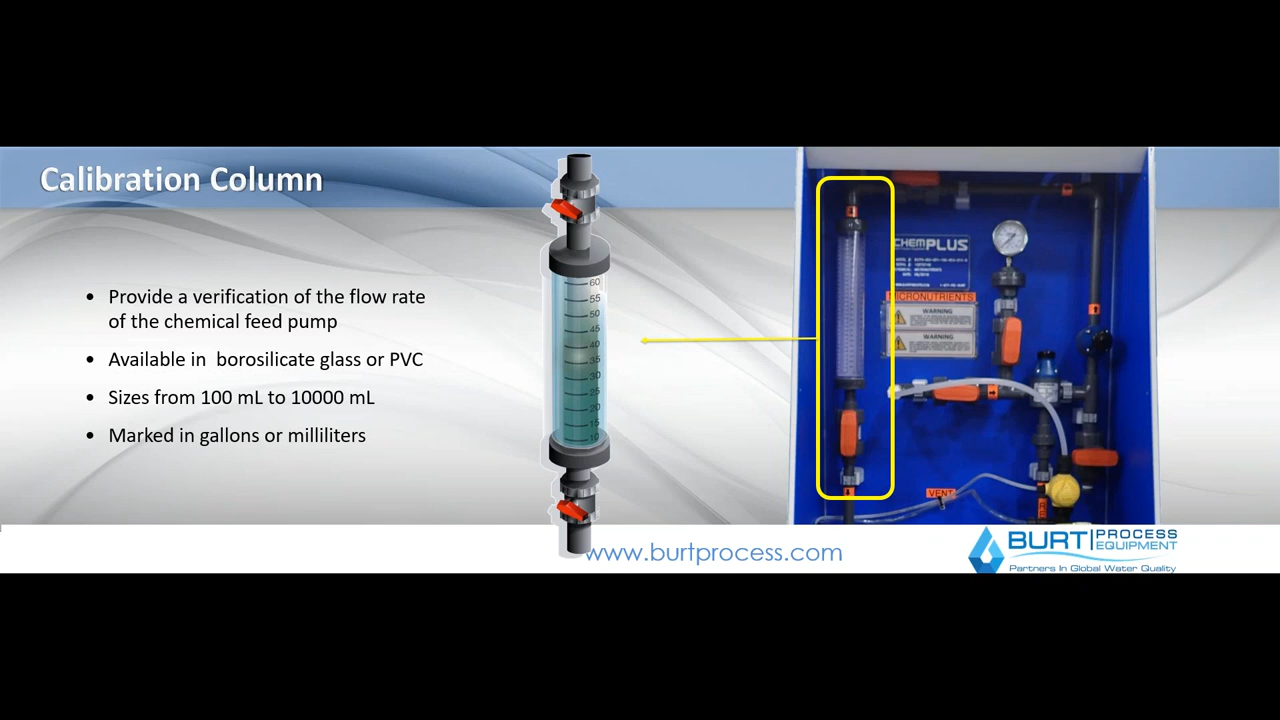 Calibration Column
• Provide a verification of the flow rate
of the chemical feed pump
• Available in  borosilicate glass or PVC
• Sizes from 100 mL to 10000 mL
• Marked in gallons or milliliters
60
55
50
45
40
35
30
25
20
15
10
CHEMPLUS
MICRONUTRIENTS
WARNING
WARNING
VENT
www.burtprocess.com
BURT PROCESS
EQUIPMENT
Partners In Global Water Quality